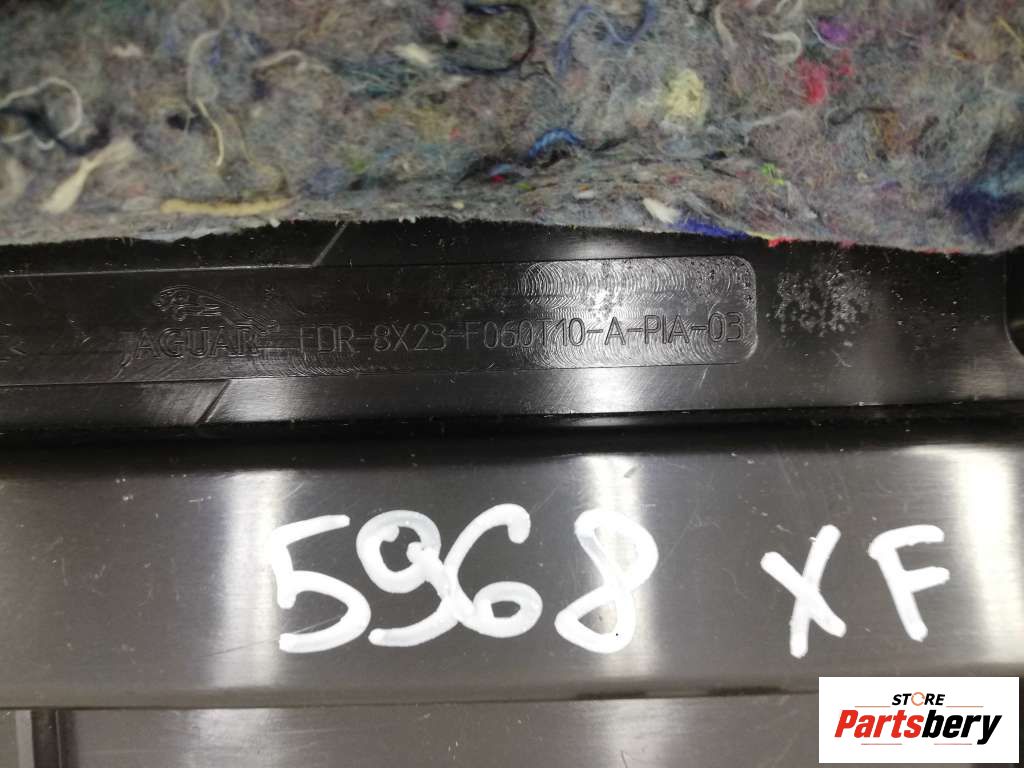 JAGUAR FDR-8X23-F060T10-A-PIA-03
5968 XF
STORE
Partsbery